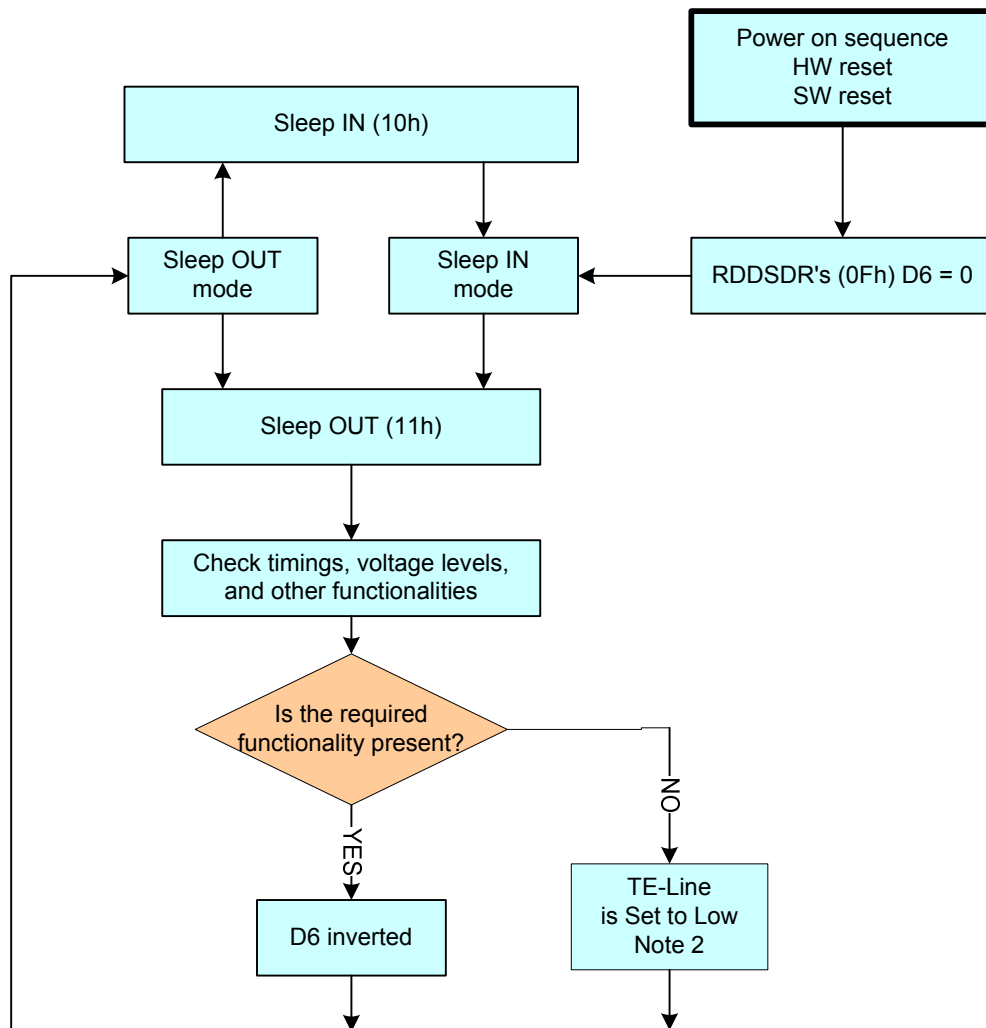 Power on sequence
HW reset
SW reset
Sleep IN (10h)
Sleep OUT
mode
Sleep IN
mode
RDDSDR's (0Fh) D6 = 0
Sleep OUT (11h)
Check timings, voltage levels,
and other functionalities
Is the required
functionality present?
YES
NO
D6 inverted
TE-Line
is Set to Low
Note 2